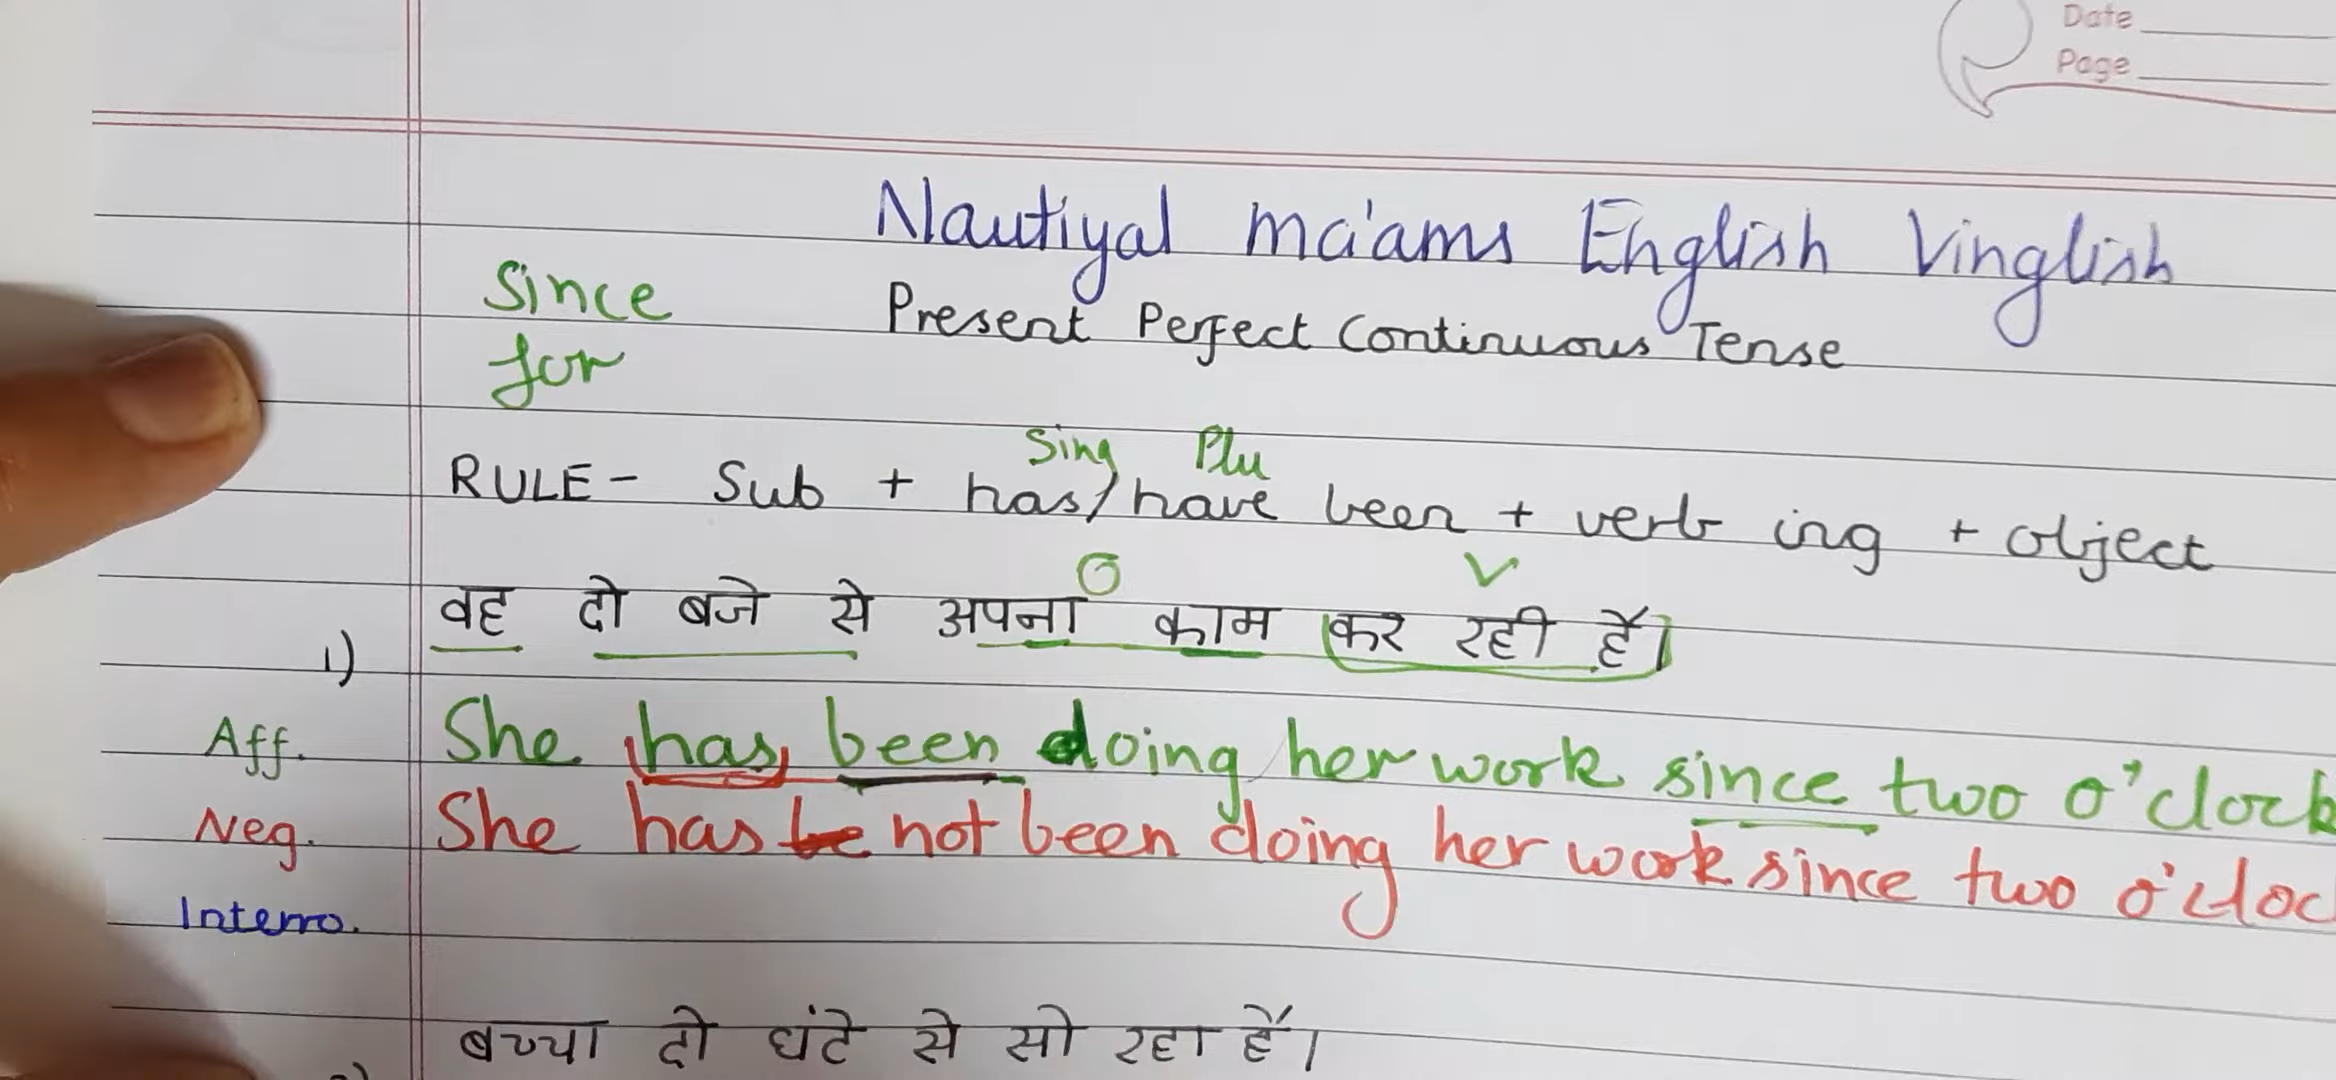 Date
Page
Nautiyal ma'ams English Vinglish
Since
Present Perfect Continuous Tense
for
Sing Plu
RULE- Sub + has/have been + verb ing + object
O V
1) वह दो बजे से अपना काम कर रही हैं।
Aff. She has been doing her work since two o'clock
Neg. She has be not been doing her work since two o'cloc
Interro.
बच्चा दो घंटे से सो रहा हैं।